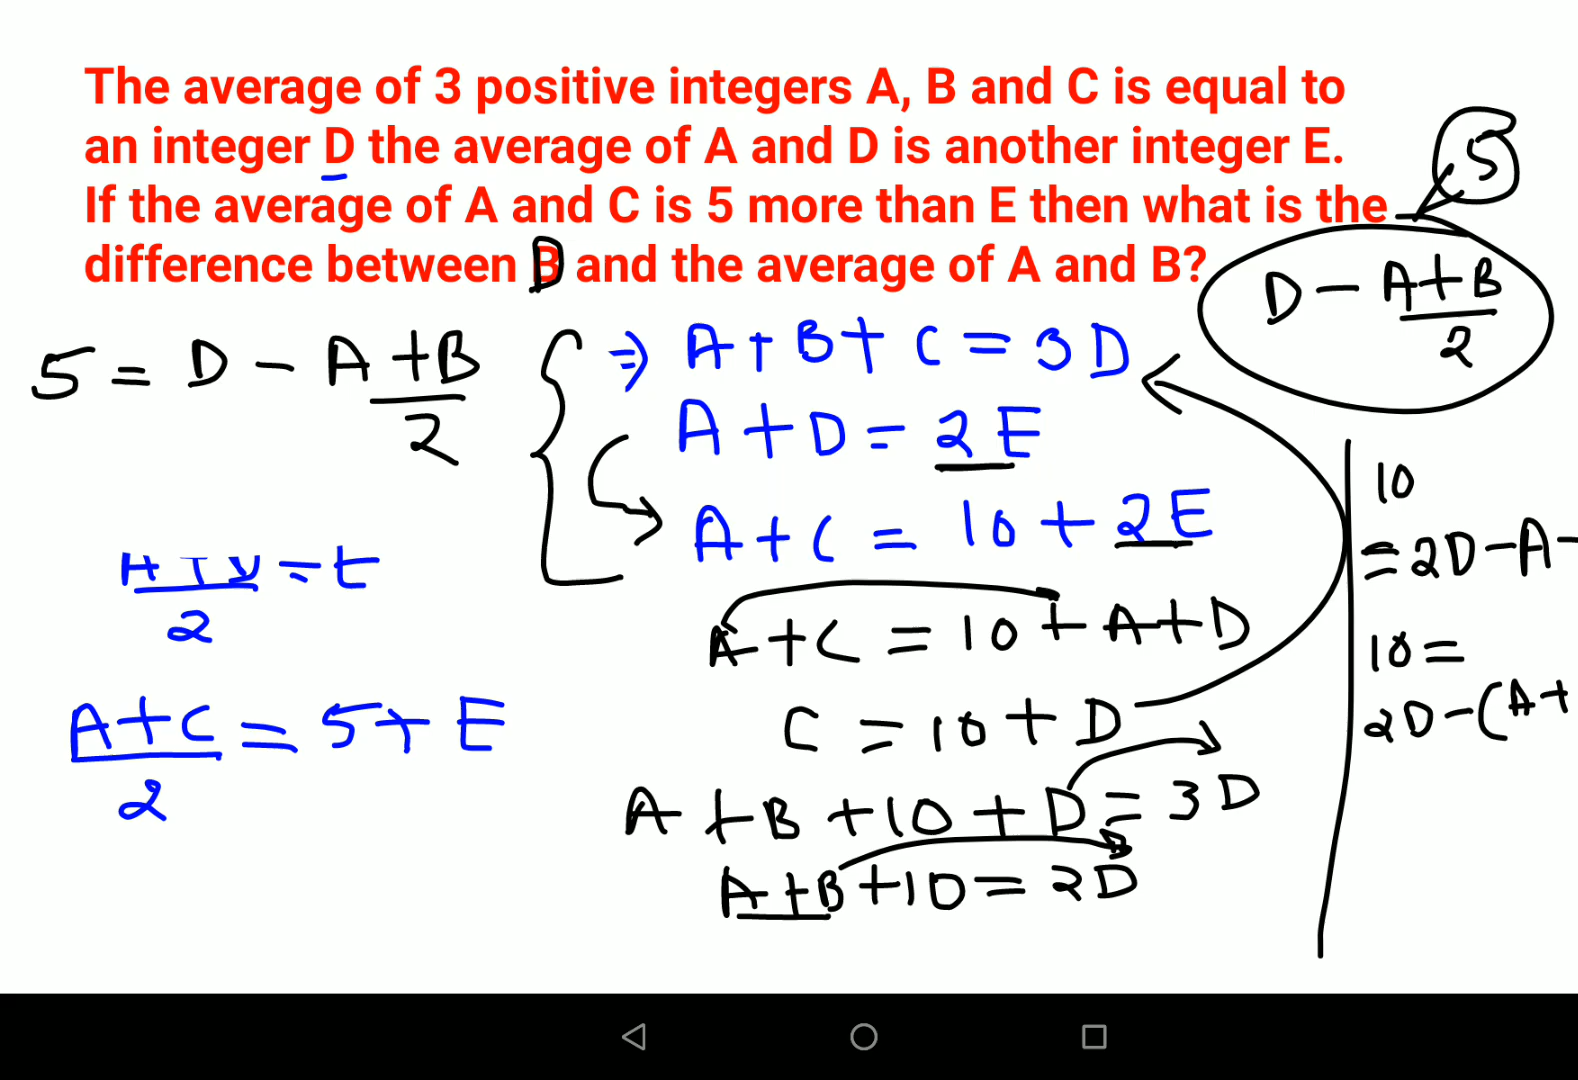 The average of 3 positive integers A, B and C is equal to
an integer D the average of A and D is another integer E.
If the average of A and C is 5 more than E then what is the
difference between D and the average of A and B?
5
D - A+B/2
5 = D - A+B/2
⇒ A + B + C = 3D
A + D = 2E
A + C = 10 + 2E
A + C = 10 + A + D
C = 10 + D
A + B + 10 + D = 3D
A + B + 10 = 2D
A+D/2 = E
A+C/2 = 5 + E
10
= 2D - A -
10 =
2D - (A +